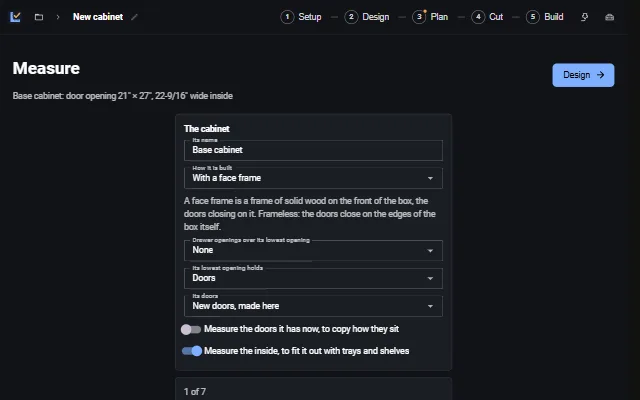 New cabinet
1 Setup
2 Design
3 Plan
4 Cut
5 Build
Measure
Design
Base cabinet: door opening 21" × 27", 22-9/16" wide inside
The cabinet
Its name
Base cabinet
How it is built
With a face frame
A face frame is a frame of solid wood on the front of the box, the
doors closing on it. Frameless: the doors close on the edges of the
box itself.
Drawer openings over its lowest opening
None
Its lowest opening holds
Doors
Its doors
New doors, made here
Measure the doors it has now, to copy how they sit
Measure the inside, to fit it out with trays and shelves
1 of 7